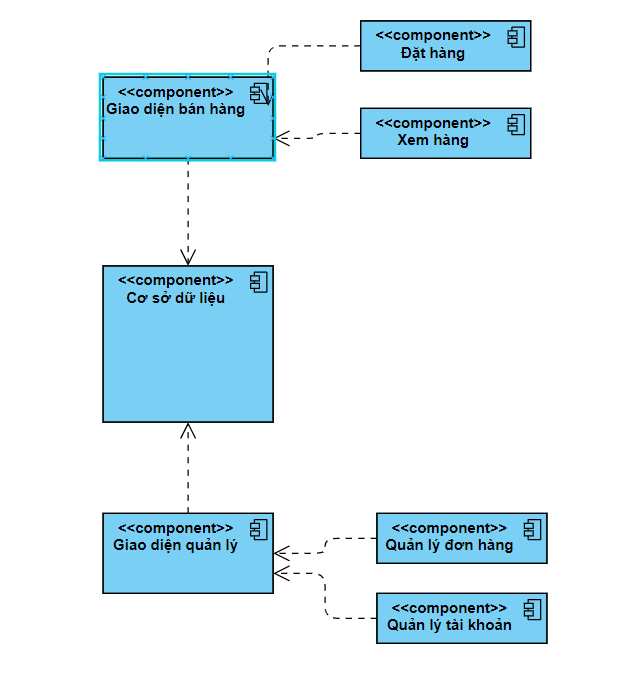 <<component>>
Đặt hàng
<<component>>
Giao diện bán hàng
<<component>>
Xem hàng
<<component>>
Cơ sở dữ liệu
<<component>>
Giao diện quản lý
<<component>>
Quản lý đơn hàng
<<component>>
Quản lý tài khoản